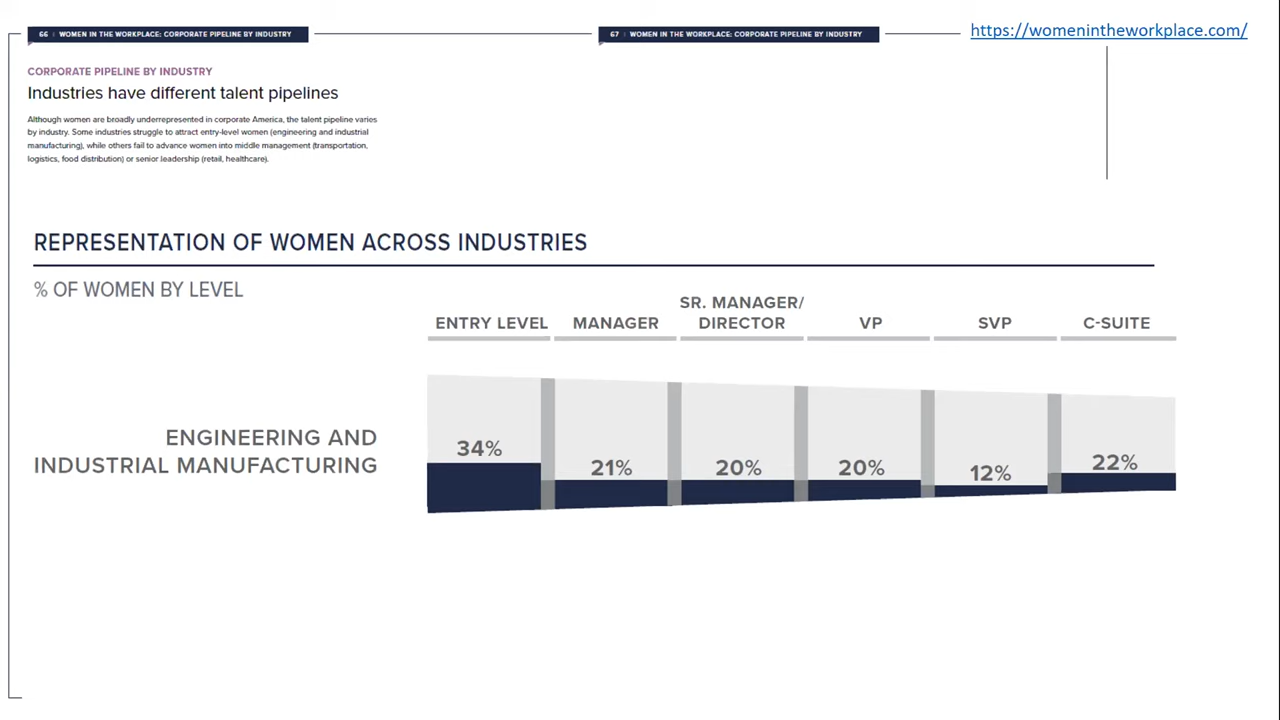 66 | WOMEN IN THE WORKPLACE: CORPORATE PIPELINE BY INDUSTRY
67 | WOMEN IN THE WORKPLACE: CORPORATE PIPELINE BY INDUSTRY
https://womenintheworkplace.com/
CORPORATE PIPELINE BY INDUSTRY
Industries have different talent pipelines
Although women are broadly underrepresented in corporate America, the talent pipeline varies
by industry. Some industries struggle to attract entry-level women (engineering and industrial
manufacturing), while others fail to advance women into middle management (transportation,
logistics, food distribution) or senior leadership (retail, healthcare).
REPRESENTATION OF WOMEN ACROSS INDUSTRIES
% OF WOMEN BY LEVEL
ENTRY LEVEL
MANAGER
SR. MANAGER/
DIRECTOR
VP
SVP
C-SUITE
ENGINEERING AND
INDUSTRIAL MANUFACTURING
34%
21%
20%
20%
12%
22%